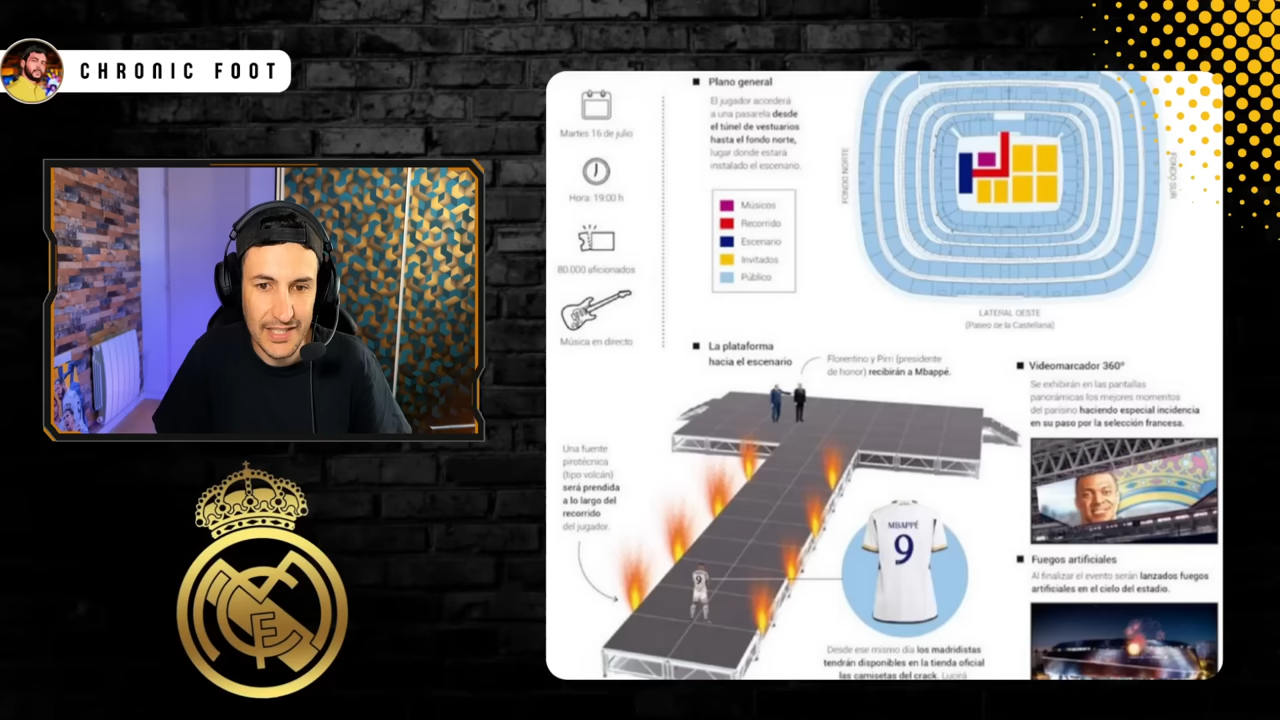 CHRONIC FOOT
Martes 16 de julio
Hora: 19:00 h
80.000 aficionados
Música en directo
Plano general
El jugador accederá
a una pasarela desde
el túnel de vestuarios
hasta el fondo norte,
lugar donde estará
instalado el escenario.
Músicos
Recorrido
Escenario
Invitados
Público
FONDO NORTE
FONDO SUR
LATERAL OESTE
(Paseo de la Castellana)
La plataforma
hacia el escenario
Florentino y Pirri (presidente
de honor) recibirán a Mbappé.
Una fuente
pirotécnica
(tipo volcán)
será prendida
a lo largo del
recorrido
del jugador.
9
MBAPPÉ
9
Desde ese mismo día los madridistas
tendrán disponibles en la tienda oficial
las camisetas del crack. Lucirá
Videomarcador 360º
Se exhibirán en las pantallas
panorámicas los mejores momentos
del parisino haciendo especial incidencia
en su paso por la selección francesa.
Fuegos artificiales
Al finalizar el evento serán lanzados fuegos
artificiales en el cielo del estadio.